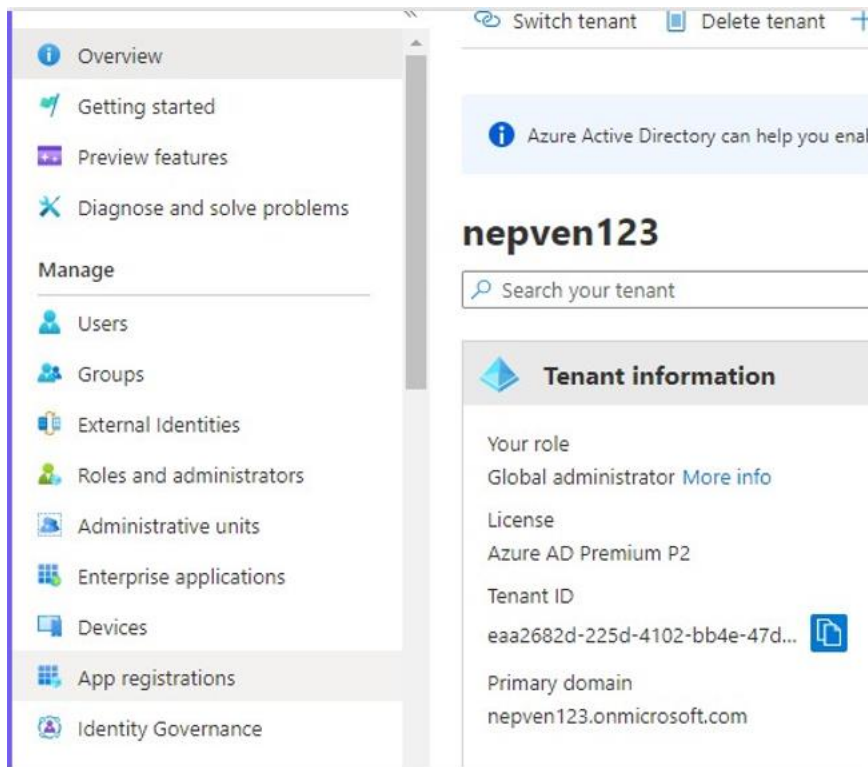 Overview
Getting started
Preview features
Diagnose and solve problems
Manage
Users
Groups
External Identities
Roles and administrators
Administrative units
Enterprise applications
Devices
App registrations
Identity Governance
Switch tenant Delete tenant
Azure Active Directory can help you enal
nepven123
Search your tenant
Tenant information
Your role
Global administrator More info
License
Azure AD Premium P2
Tenant ID
eaa2682d-225d-4102-bb4e-47d...
Primary domain
nepven123.onmicrosoft.com